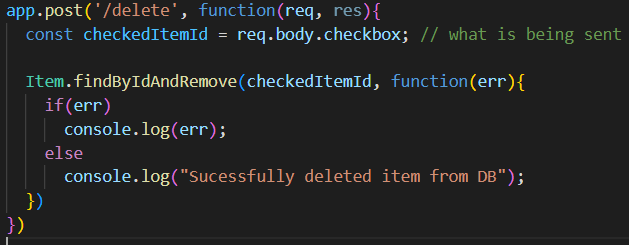 app.post('/delete', function(req, res){
  const checkedItemId = req.body.checkbox; // what is being sent
  Item.findByIdAndRemove(checkedItemId, function(err){
    if(err)
      console.log(err);
    else
      console.log("Sucessfully deleted item from DB");
  })
})